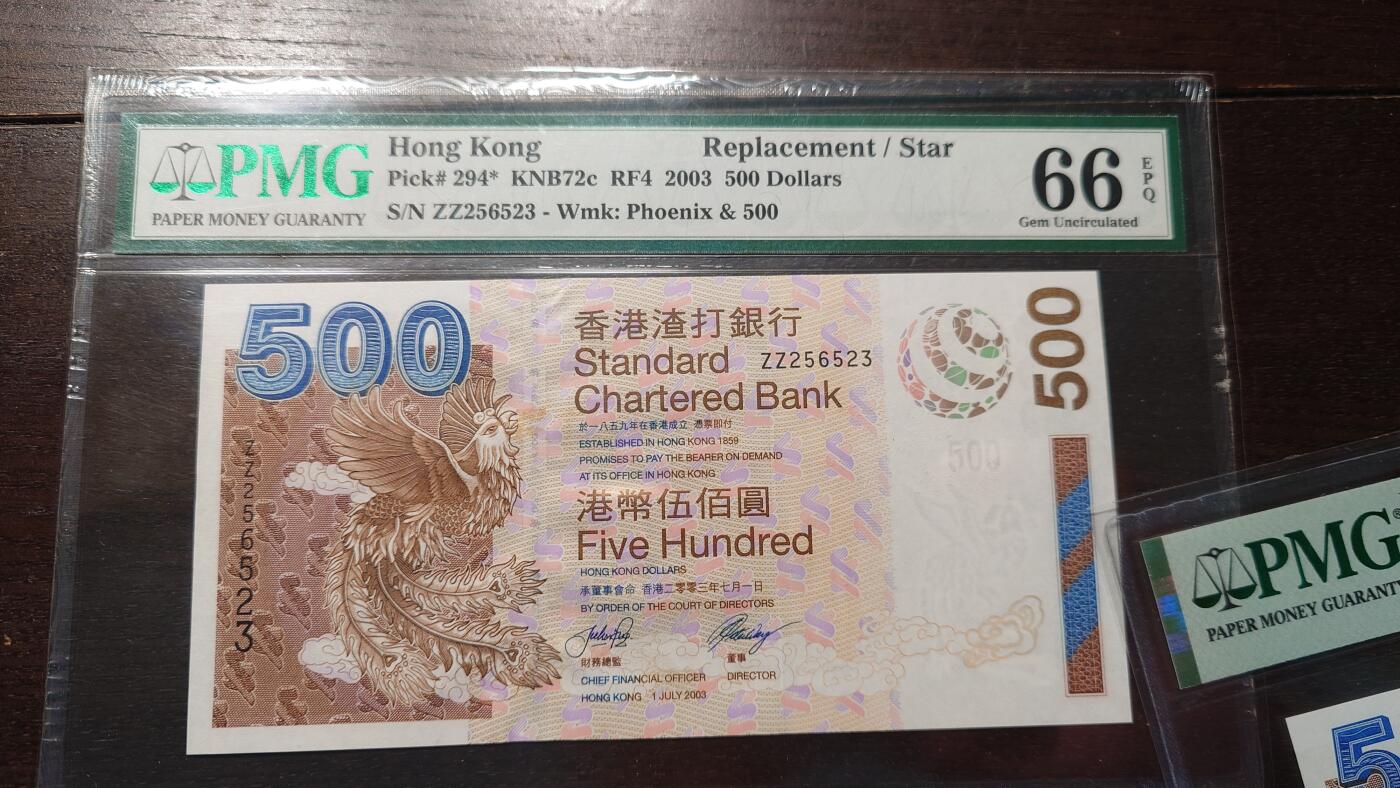 PMG
PAPER MONEY GUARANTY
Hong Kong Replacement / Star
Pick# 294* KNB72c RF4 2003 500 Dollars
S/N ZZ256523 - Wmk: Phoenix & 500
66
EPQ
Gem Uncirculated
500
ZZ256523
香港渣打銀行
Standard
Chartered Bank
ZZ256523
於一八五九年在香港成立 憑票即付
ESTABLISHED IN HONG KONG 1859
PROMISES TO PAY THE BEARER ON DEMAND
AT ITS OFFICE IN HONG KONG
港幣伍佰圓
Five Hundred
HONG KONG DOLLARS
承董事會命 香港二零零三年七月一日
BY ORDER OF THE COURT OF DIRECTORS
財務總監 董事
CHIEF FINANCIAL OFFICER DIRECTOR
HONG KONG 1 JULY 2003
500
500
PMG®
PAPER MONEY GUARANTY
5